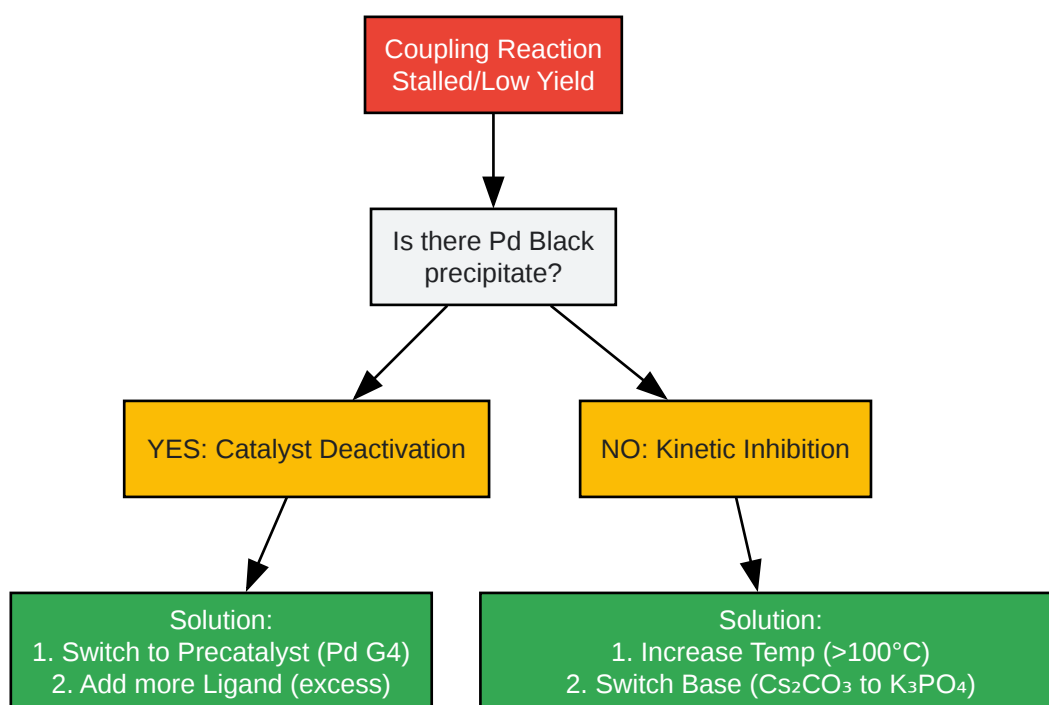 Coupling Reaction
Stalled/Low Yield
Is there Pd Black
precipitate?
YES: Catalyst Deactivation
NO: Kinetic Inhibition
Solution:
1. Switch to Precatalyst (Pd G4)
2. Add more Ligand (excess)
Solution:
1. Increase Temp (>100°C)
2. Switch Base (Cs₂CO₃ to K₃PO₄)